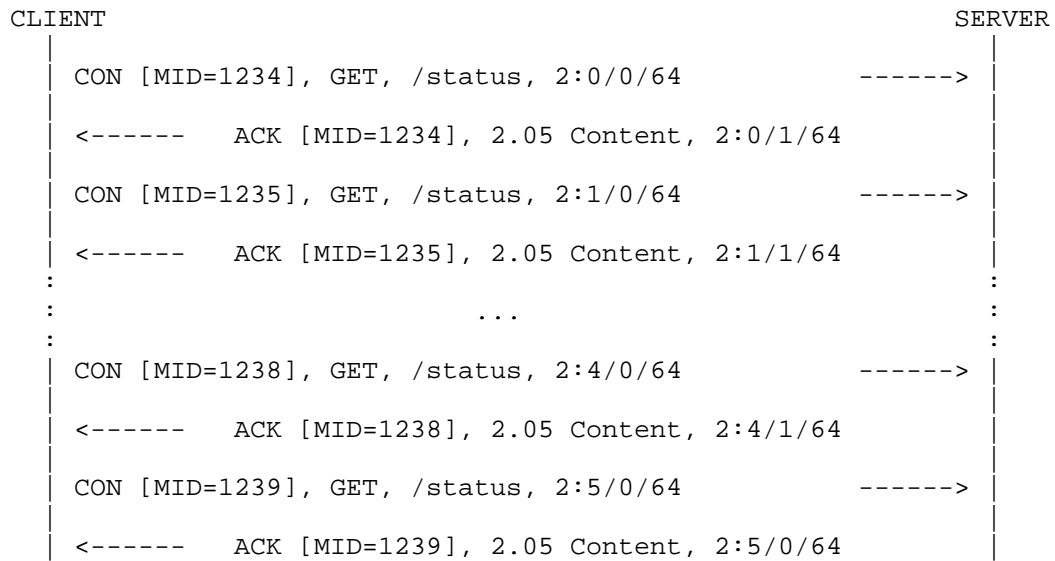 CLIENT                                                     SERVER
|                                                          |
| CON [MID=1234], GET, /status, 2:0/0/64           ------> |
|                                                          |
| <------   ACK [MID=1234], 2.05 Content, 2:0/1/64         |
|                                                          |
| CON [MID=1235], GET, /status, 2:1/0/64           ------> |
|                                                          |
| <------   ACK [MID=1235], 2.05 Content, 2:1/1/64         |
:                                                          :
:                          ...                             :
:                                                          :
| CON [MID=1238], GET, /status, 2:4/0/64           ------> |
|                                                          |
| <------   ACK [MID=1238], 2.05 Content, 2:4/1/64         |
|                                                          |
| CON [MID=1239], GET, /status, 2:5/0/64           ------> |
|                                                          |
| <------   ACK [MID=1239], 2.05 Content, 2:5/0/64         |